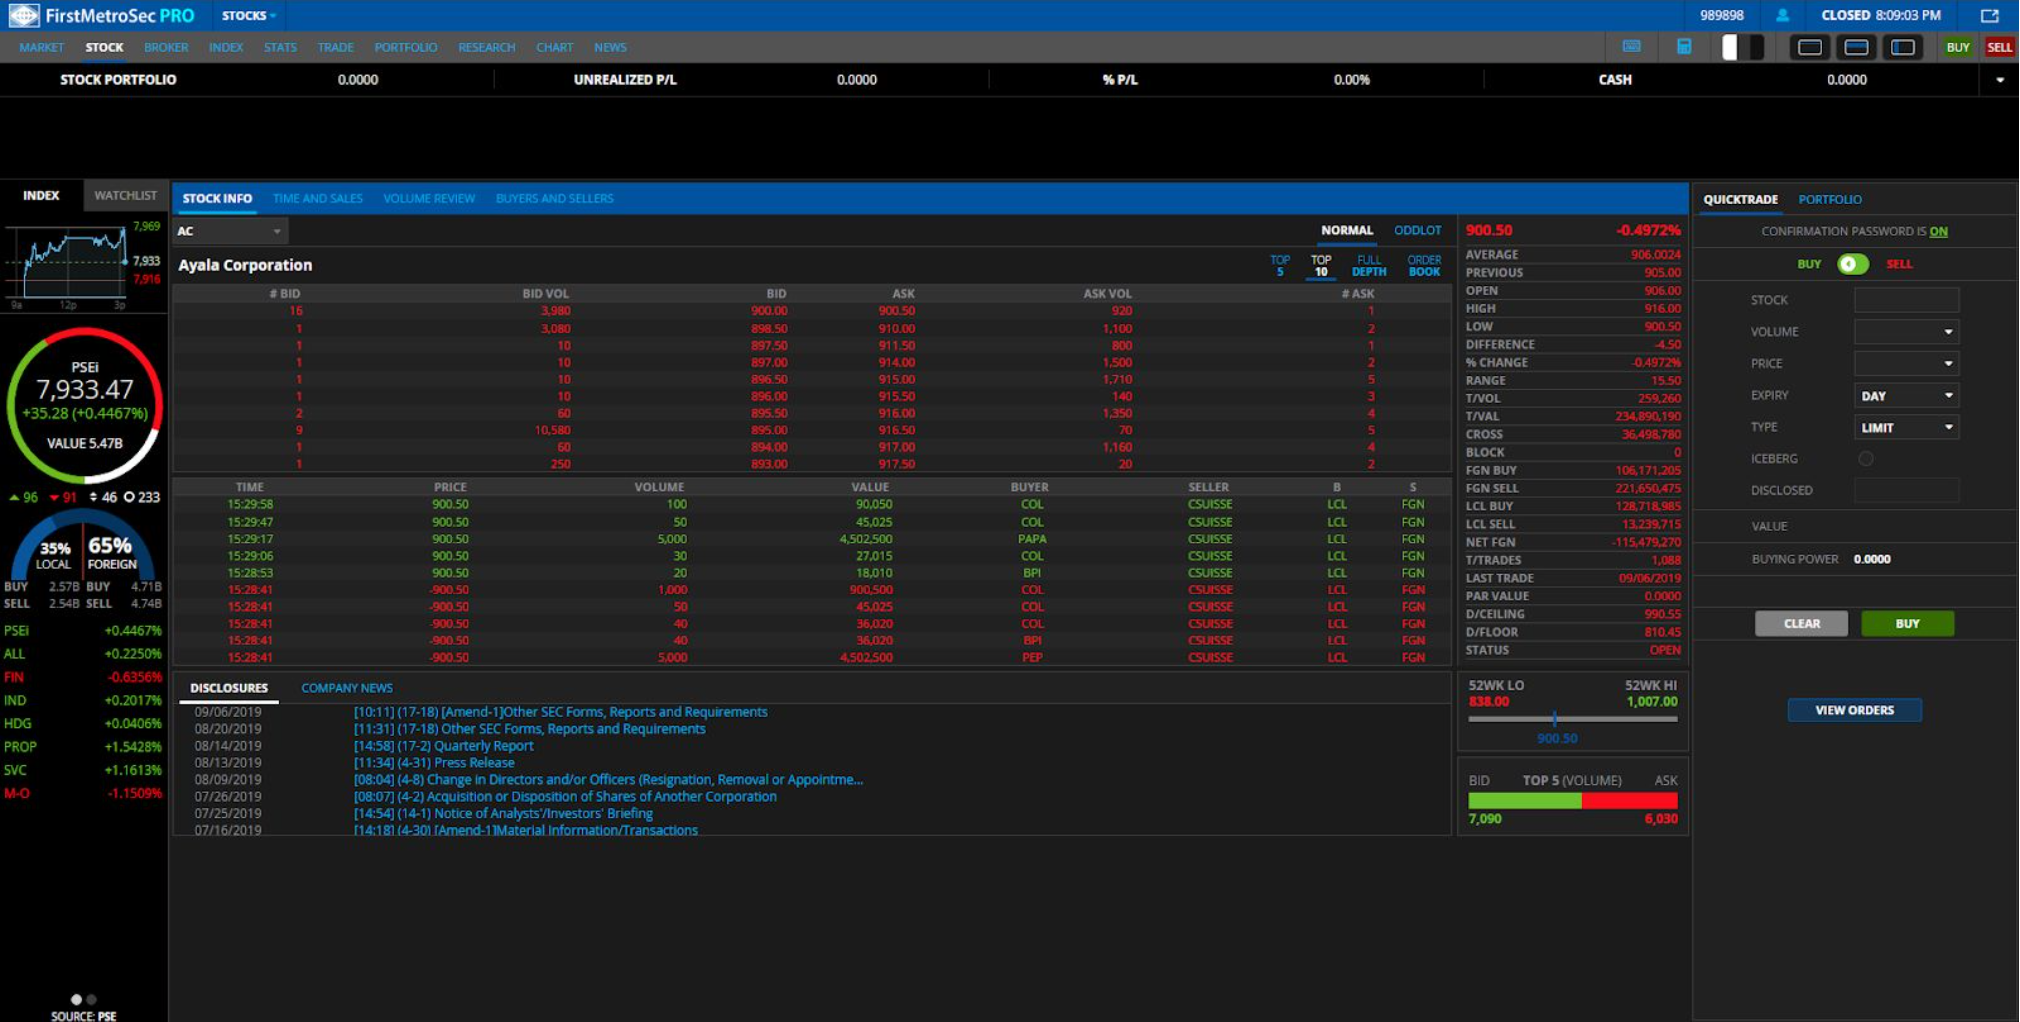 FirstMetroSec PRO STOCKS 989898 CLOSED 8:09:03 PM
MARKET STOCK BROKER INDEX STATS TRADE PORTFOLIO RESEARCH CHART NEWS BUY SELL
STOCK PORTFOLIO 0.0000 UNREALIZED P/L 0.0000 % P/L 0.00% CASH 0.0000
INDEX WATCHLIST
7,969
7,933
7,916
9a 12p 3p
PSEi
7,933.47
+35.28 (+0.4467%)
VALUE 5.47B
96 91 46 233
35% 65%
LOCAL FOREIGN
BUY 2.57B BUY 4.71B
SELL 2.54B SELL 4.74B
PSEi +0.4467%
ALL +0.2250%
FIN -0.6356%
IND +0.2017%
HDG +0.0406%
PROP +1.5428%
SVC +1.1613%
M-O -1.1509%
SOURCE: PSE
STOCK INFO TIME AND SALES VOLUME REVIEW BUYERS AND SELLERS
AC NORMAL ODDLOT
Ayala Corporation
TOP 5 TOP 10 FULL DEPTH ORDER BOOK
# BID BID VOL BID ASK ASK VOL # ASK
16 3,980 900.00 900.50 920 1
1 3,080 898.50 910.00 1,100 2
1 10 897.50 911.50 800 1
1 10 897.00 914.00 1,500 2
1 10 896.50 915.00 1,710 5
1 10 896.00 915.50 140 3
2 60 895.50 916.00 1,350 4
9 10,580 895.00 916.50 70 5
1 60 894.00 917.00 1,160 4
1 250 893.00 917.50 20 2
TIME PRICE VOLUME VALUE BUYER SELLER B S
15:29:58 900.50 100 90,050 COL CSUISSE LCL FGN
15:29:47 900.50 50 45,025 COL CSUISSE LCL FGN
15:29:17 900.50 5,000 4,502,500 PAPA CSUISSE LCL FGN
15:29:06 900.50 30 27,015 COL CSUISSE LCL FGN
15:28:53 900.50 20 18,010 BPI CSUISSE LCL FGN
15:28:41 -900.50 1,000 900,500 COL CSUISSE LCL FGN
15:28:41 -900.50 50 45,025 COL CSUISSE LCL FGN
15:28:41 -900.50 40 36,020 COL CSUISSE LCL FGN
15:28:41 -900.50 40 36,020 BPI CSUISSE LCL FGN
15:28:41 -900.50 5,000 4,502,500 PEP CSUISSE LCL FGN
DISCLOSURES COMPANY NEWS
09/06/2019 [10:11] (17-18) [Amend-1]Other SEC Forms, Reports and Requirements
08/20/2019 [11:31] (17-18) Other SEC Forms, Reports and Requirements
08/14/2019 [14:58] (17-2) Quarterly Report
08/13/2019 [11:34] (4-31) Press Release
08/09/2019 [08:04] (4-8) Change in Directors and/or Officers (Resignation, Removal or Appointme...
07/26/2019 [08:07] (4-2) Acquisition or Disposition of Shares of Another Corporation
07/25/2019 [14:54] (14-1) Notice of Analysts'/Investors' Briefing
07/16/2019 [14:18] (4-30) [Amend-1]Material Information/Transactions
900.50 -0.4972%
AVERAGE 906.0024
PREVIOUS 905.00
OPEN 906.00
HIGH 916.00
LOW 900.50
DIFFERENCE -4.50
% CHANGE -0.4972%
RANGE 15.50
T/VOL 259,260
T/VAL 234,890,190
CROSS 36,498,780
BLOCK 0
FGN BUY 106,171,205
FGN SELL 221,650,475
LCL BUY 128,718,985
LCL SELL 13,239,715
NET FGN -115,479,270
T/TRADES 1,088
LAST TRADE 09/06/2019
PAR VALUE 0.0000
D/CEILING 990.55
D/FLOOR 810.45
STATUS OPEN
52WK LO 52WK HI
838.00 1,007.00
900.50
BID TOP 5 (VOLUME) ASK
7,090 6,030
QUICKTRADE PORTFOLIO
CONFIRMATION PASSWORD IS ON
BUY SELL
STOCK
VOLUME
PRICE
EXPIRY DAY
TYPE LIMIT
ICEBERG
DISCLOSED
VALUE
BUYING POWER 0.0000
CLEAR BUY
VIEW ORDERS